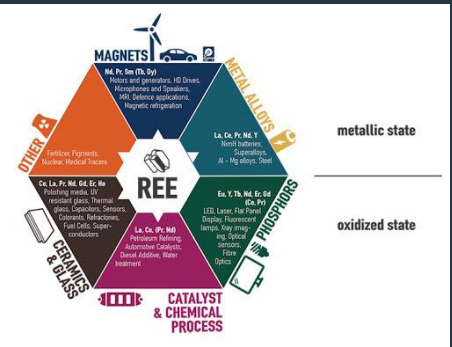 MAGNETS
Nd, Pr, Sm (Tb, Dy)
Motors and generators, HD Drives,
Microphones and Speakers,
MRI, Defence applications,
Magnetic refrigeration
METAL ALLOYS
La, Ce, Pr, Nd, Y
NimH batteries,
Superalloys,
Al - Mg alloys, Steel
metallic state
OTHER
Fertilizer, Pigments,
Nuclear, Medical Tracers
REE
Ce, La, Pr, Nd, Gd, Er, Ho
Polishing media, UV
resistant glass, Thermal
glass, Capacitors, Sensors,
Colorants, Refractories,
Fuel Cells, Super-
conductors
CERAMICS
& GLASS
Eu, Y, Tb, Nd, Er, Gd
(Ce, Pr)
LED, Laser, Flat Panel
Display, Fluorescent
lamps, Xray imag-
ing, Optical
sensors,
Fibre
Optics
PHOSPHORS
oxidized state
La, Ce, (Pr, Nd)
Petroleum Refining,
Automotive Catalysts,
Diesel Additive, Water
treatment
CATALYST
& CHEMICAL
PROCESS